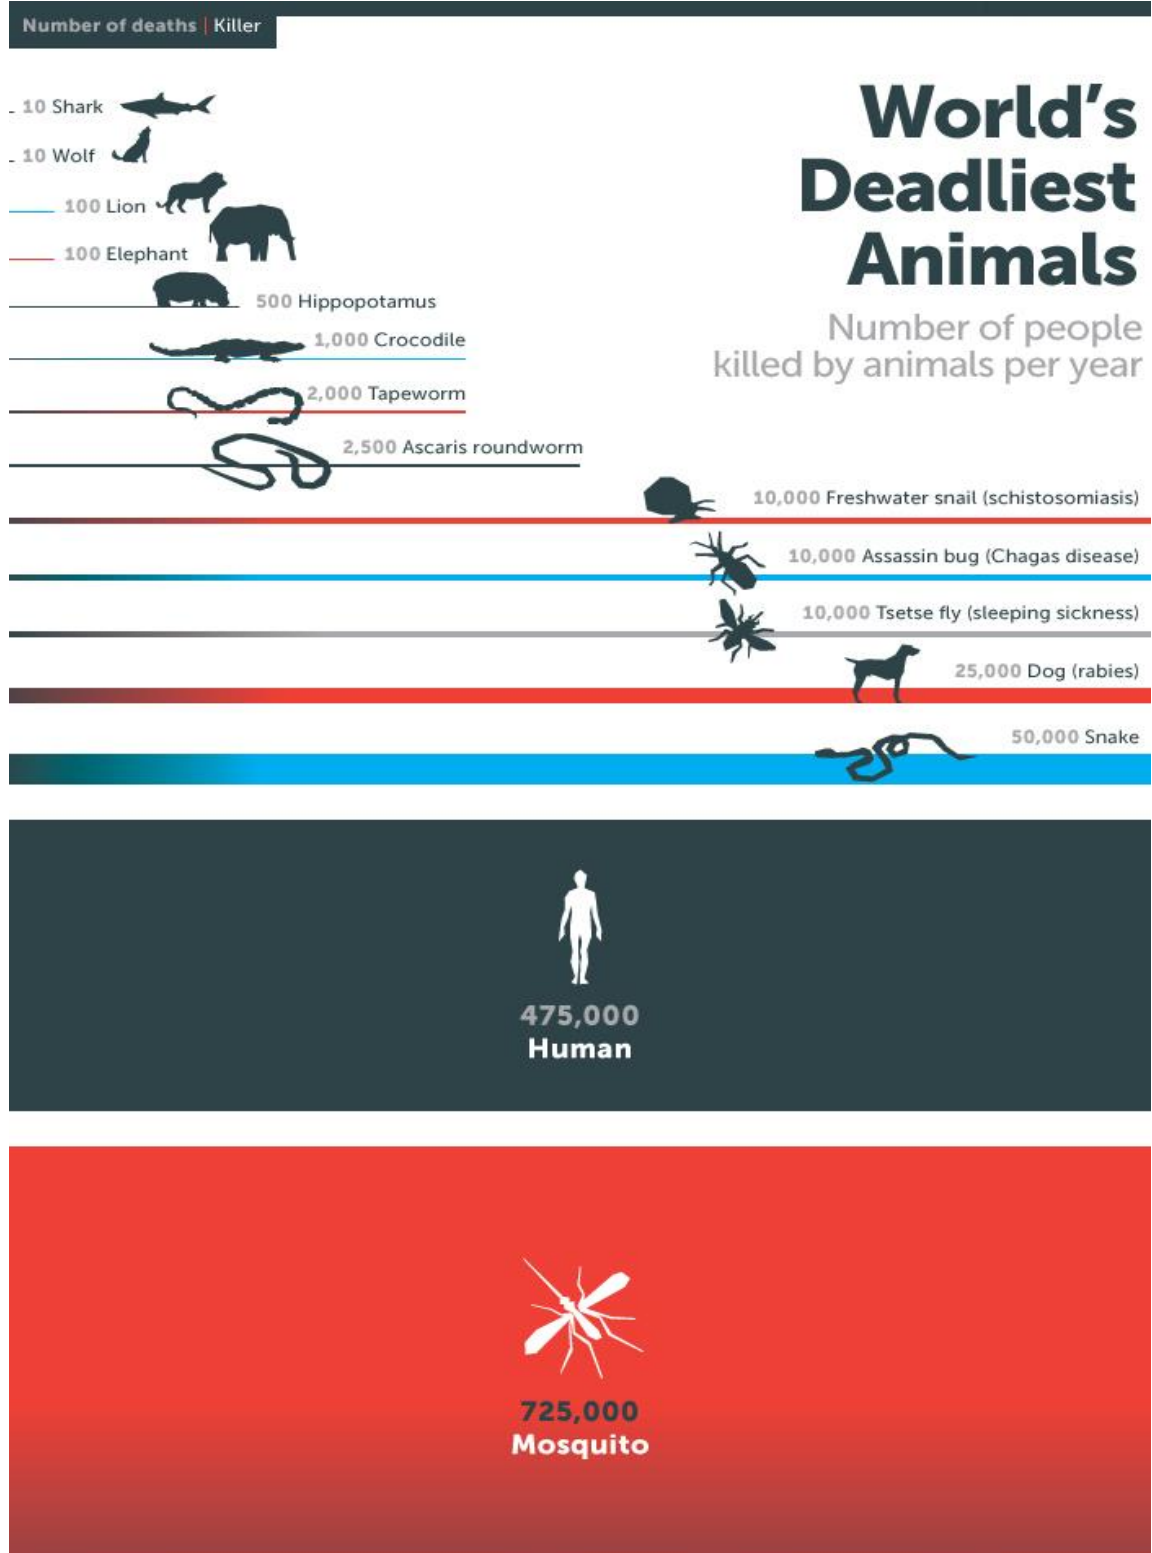 Number of deaths | Killer
World's
Deadliest
Animals
Number of people
killed by animals per year
10 Shark
10 Wolf
100 Lion
100 Elephant
500 Hippopotamus
1,000 Crocodile
2,000 Tapeworm
2,500 Ascaris roundworm
10,000 Freshwater snail (schistosomiasis)
10,000 Assassin bug (Chagas disease)
10,000 Tsetse fly (sleeping sickness)
25,000 Dog (rabies)
50,000 Snake
475,000
Human
725,000
Mosquito